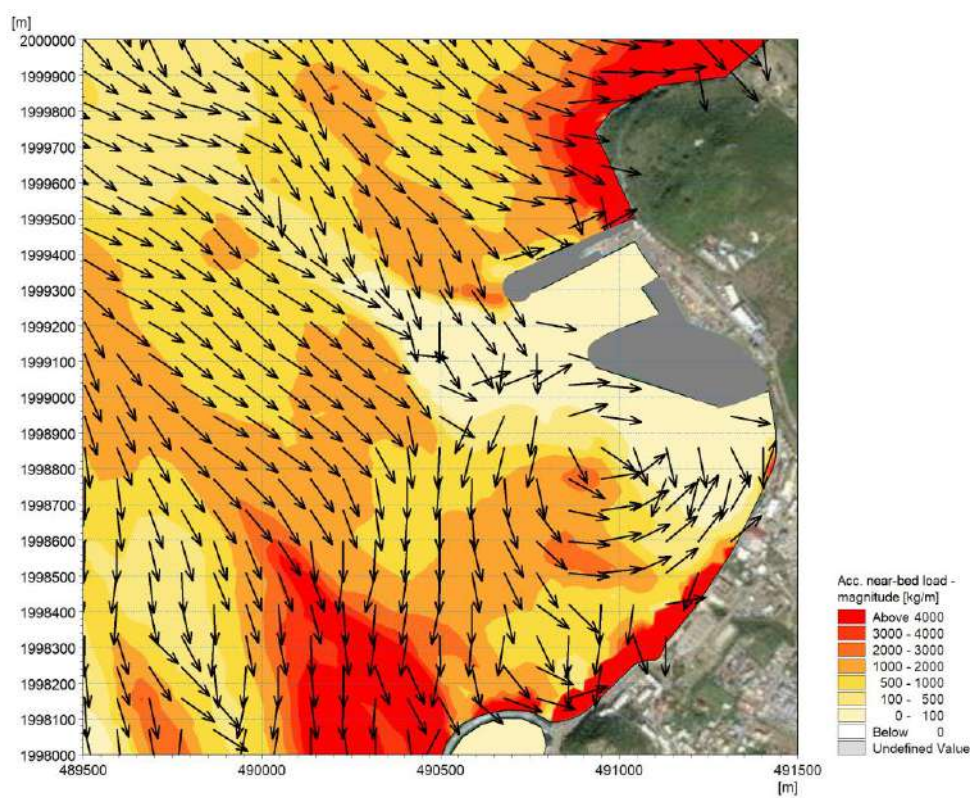 [m]
2000000
1999900
1999800
1999700
1999600
1999500
1999400
1999300
1999200
1999100
1999000
1998900
1998800
1998700
1998600
1998500
1998400
1998300
1998200
1998100
1998000
489500 490000 490500 491000 491500
[m]
Acc. near-bed load -
magnitude [kg/m]
Above 4000
3000 - 4000
2000 - 3000
1000 - 2000
500 - 1000
100 - 500
0 - 100
Below 0
Undefined Value